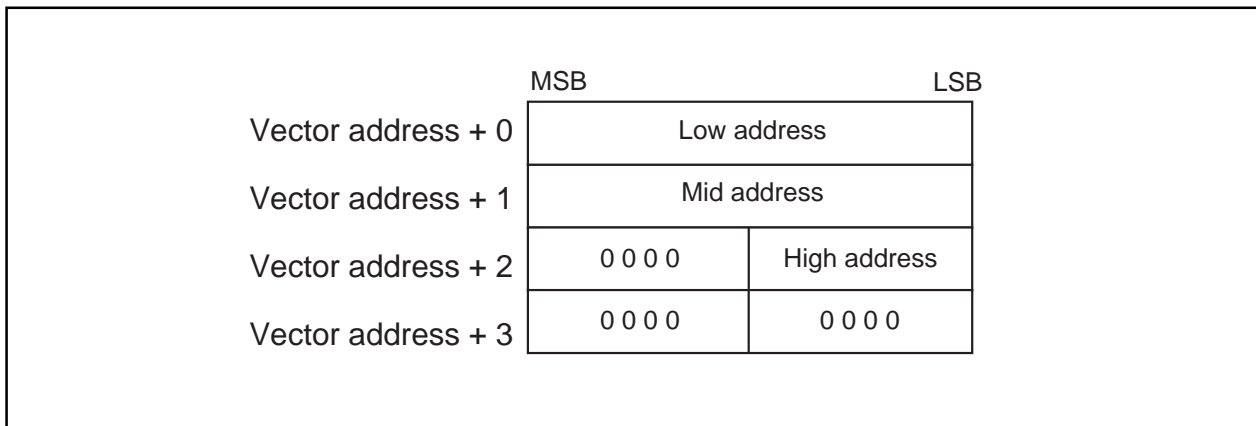 MSB LSB
Vector address + 0 Low address
Vector address + 1 Mid address
Vector address + 2 0 0 0 0 High address
Vector address + 3 0 0 0 0 0 0 0 0